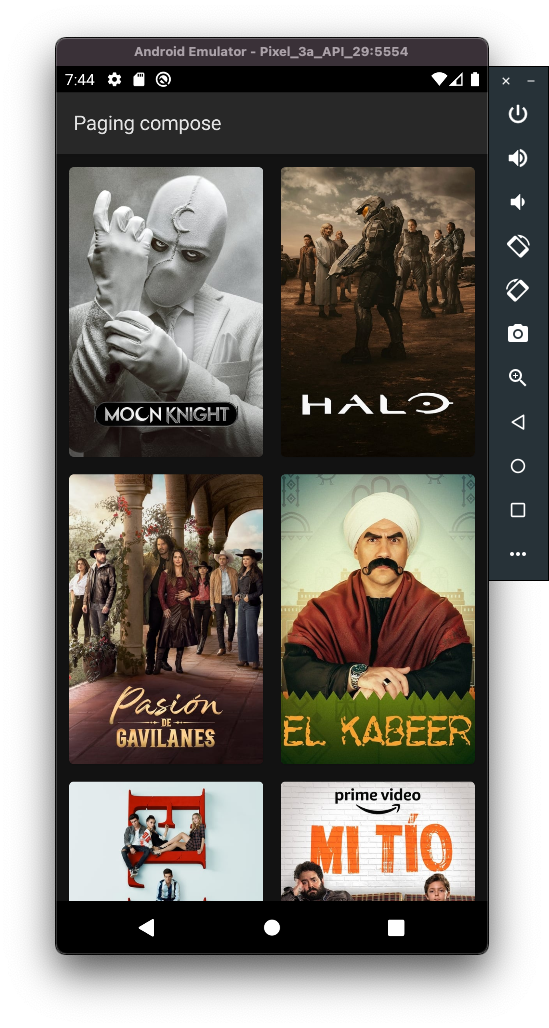 Android Emulator - Pixel_3a_API_29:5554
7:44
Paging compose
MOON KNIGHT
HALO
Pasión
DE
GAVILANES
EL KABEER
prime video
MI TÍO